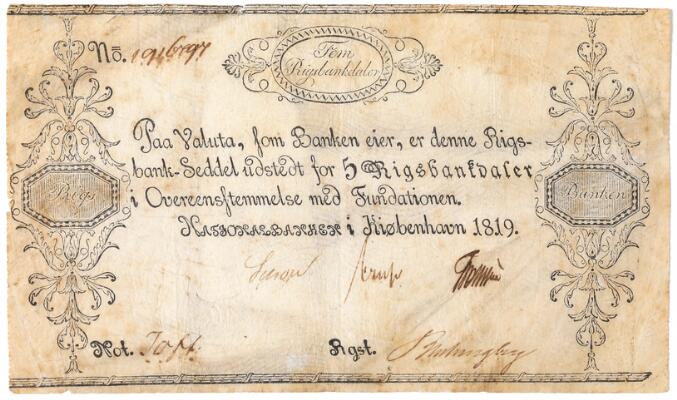 No.
Fem
Rigsbankdaler
Paa Valuta, som Banken eier, er denne Rigs-
bank-Seddel udstedt for 5 Rigsbankdaler
i Overeensstemmelse med Fundationen.
Nationalbanken i Kiøbenhavn 1819.
Rigs
Banken
Not. Toft
Rgst.